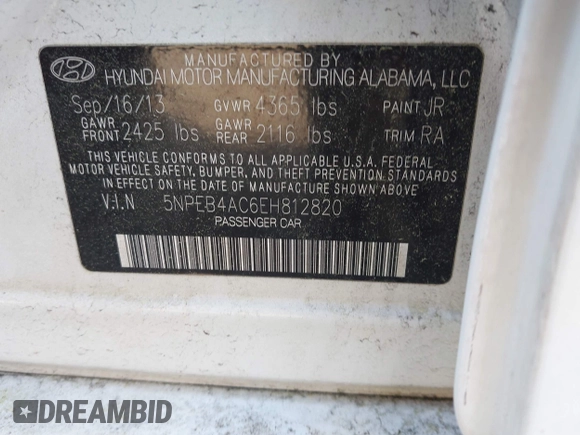 MANUFACTURED BY
HYUNDAI MOTOR MANUFACTURING ALABAMA, LLC
Sep/16/13 GVWR 4365 lbs PAINT JR
GAWR FRONT 2425 lbs GAWR REAR 2116 lbs TRIM RA
THIS VEHICLE CONFORMS TO ALL APPLICABLE U.S.A. FEDERAL
MOTOR VEHICLE SAFETY, BUMPER, AND THEFT PREVENTION STANDARDS
IN EFFECT ON THE DATE OF MANUFACTURE SHOWN ABOVE.
V.I.N 5NPEB4AC6EH812820
PASSENGER CAR
DREAMBID